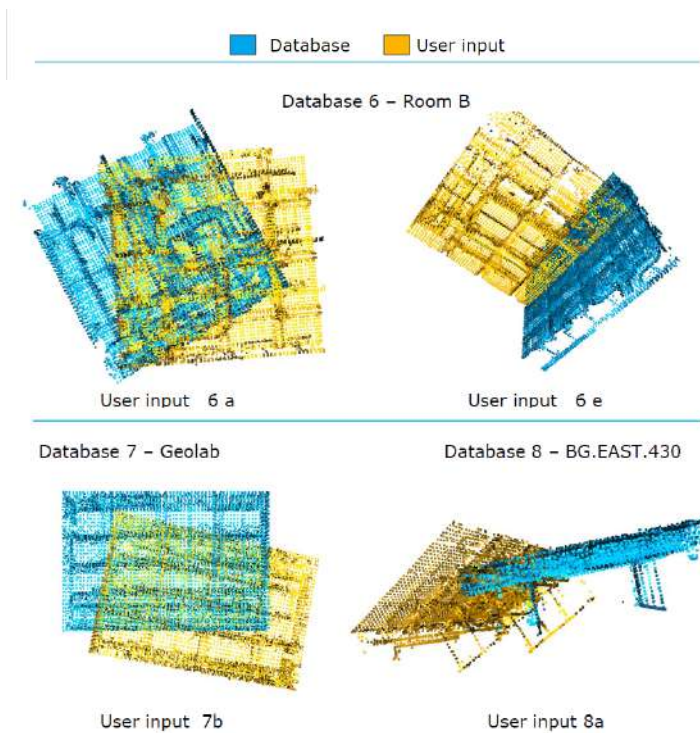 Database User input
Database 6 – Room B
User input 6 a
User input 6 e
Database 7 – Geolab
Database 8 – BG.EAST.430
User input 7b
User input 8a